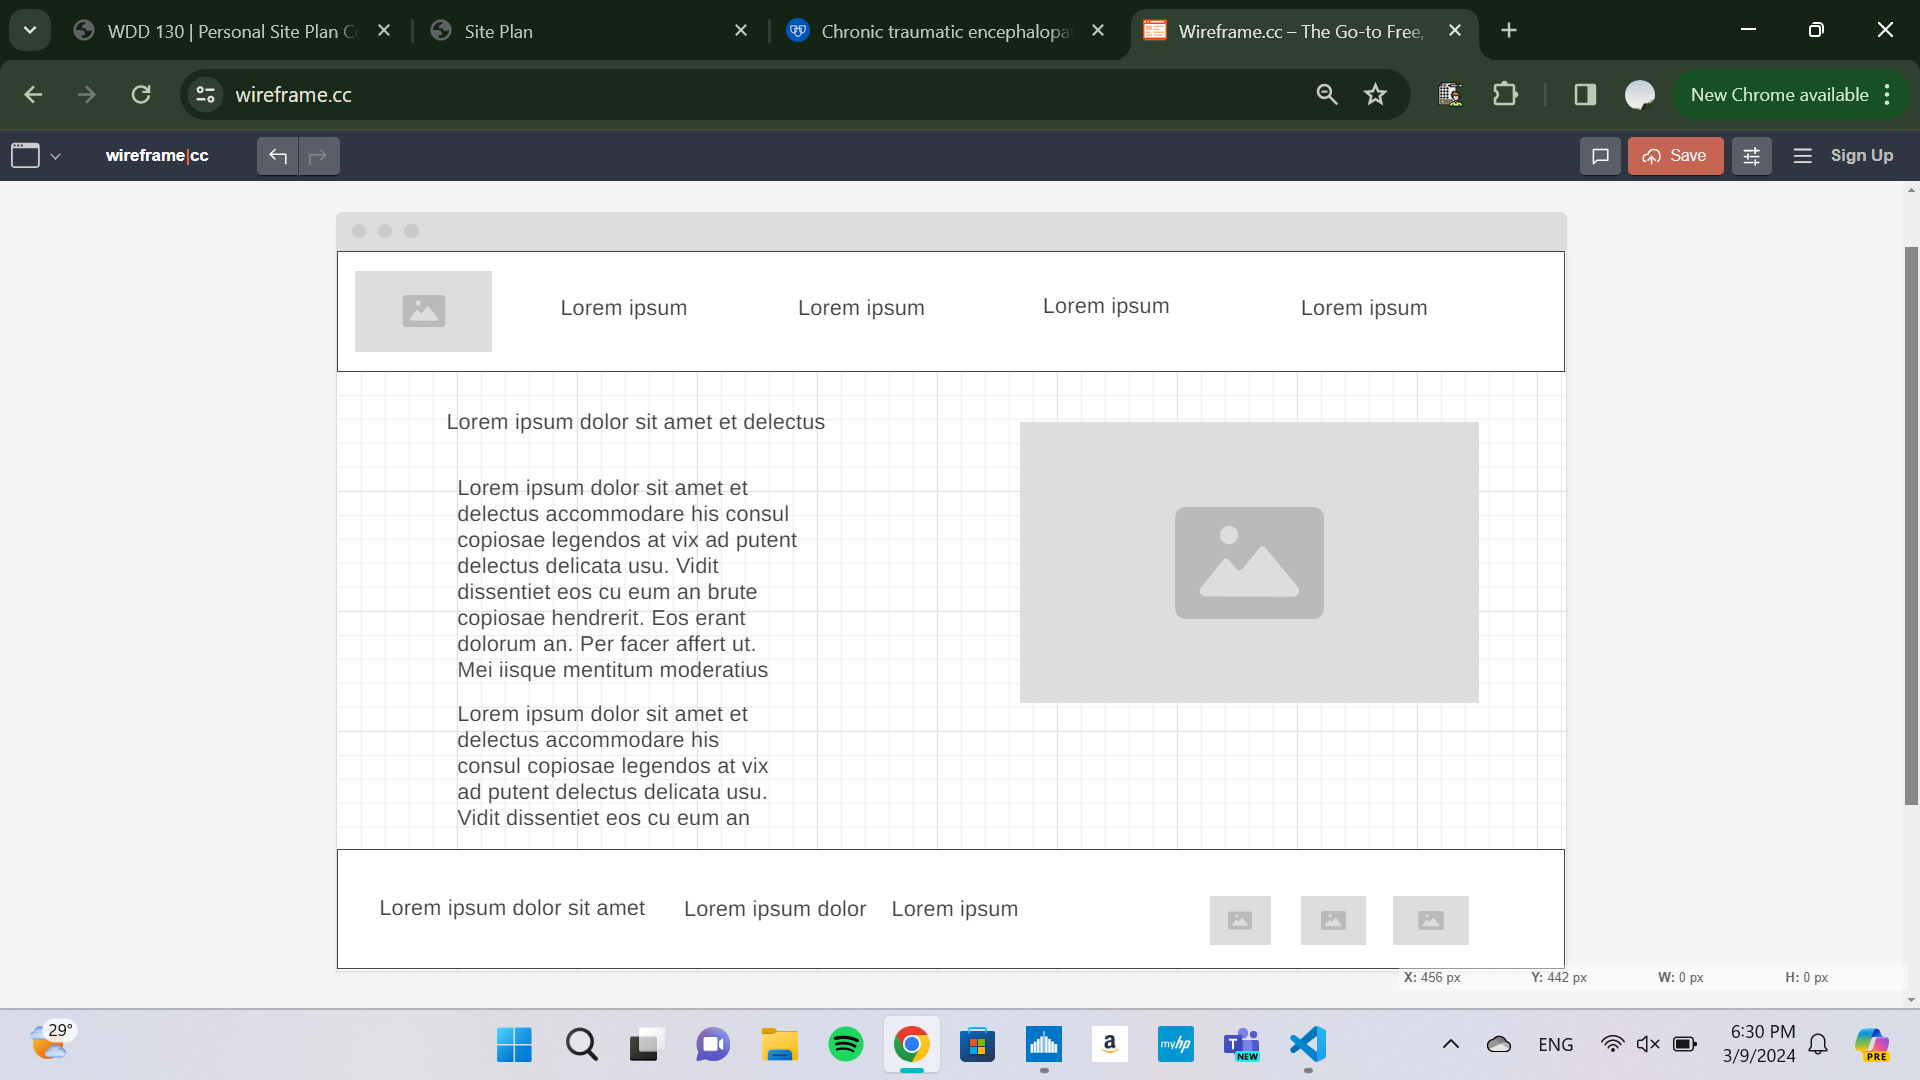 WDD 130 | Personal Site Plan Co
Site Plan
Chronic traumatic encephalopat
Wireframe.cc – The Go-to Free,
wireframe.cc
New Chrome available
wireframe|cc
Save
Sign Up
Lorem ipsum
Lorem ipsum
Lorem ipsum
Lorem ipsum
Lorem ipsum dolor sit amet et delectus
Lorem ipsum dolor sit amet et
delectus accommodare his consul
copiosae legendos at vix ad putent
delectus delicata usu. Vidit
dissentiet eos cu eum an brute
copiosae hendrerit. Eos erant
dolorum an. Per facer affert ut.
Mei iisque mentitum moderatius
Lorem ipsum dolor sit amet et
delectus accommodare his
consul copiosae legendos at vix
ad putent delectus delicata usu.
Vidit dissentiet eos cu eum an
Lorem ipsum dolor sit amet
Lorem ipsum dolor
Lorem ipsum
X: 456 px
Y: 442 px
W: 0 px
H: 0 px
29°
a
myhp
T
NEW
ENG
6:30 PM
3/9/2024
PRE